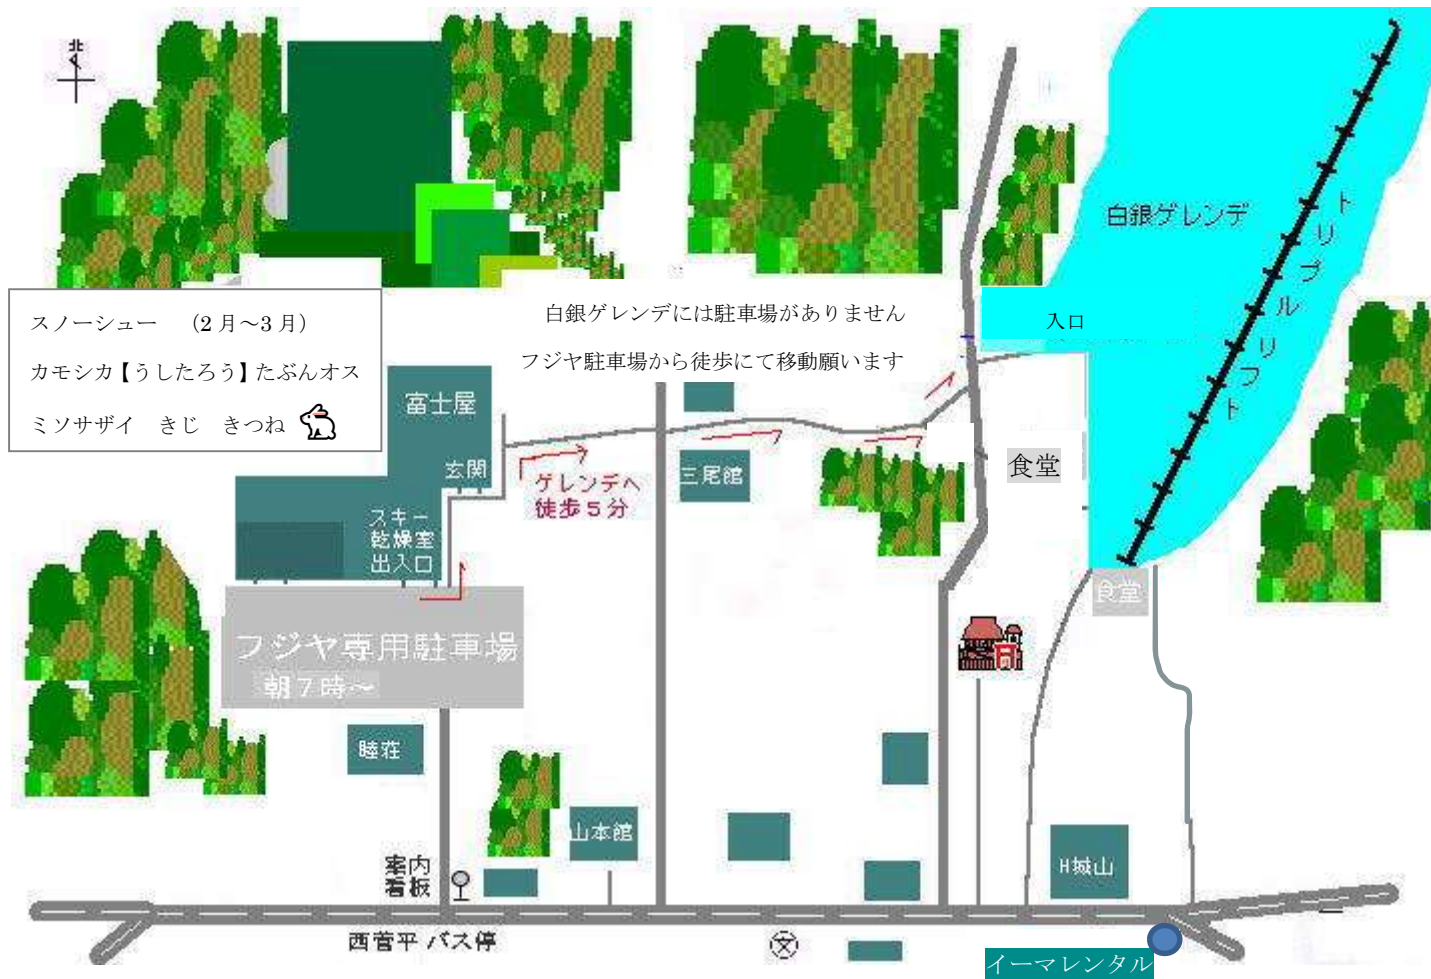 北
白銀ゲレンデ
トリプルリフト
スノーシュー　（2月～3月）
カモシカ【うしたろう】たぶんオス
ミソサザイ　きじ　きつね
白銀ゲレンデには駐車場がありません
フジヤ駐車場から徒歩にて移動願います
入口
富士屋
玄関
スキー
乾燥室
出入口
ゲレンデへ
徒歩５分
三尾館
食堂
食堂
フジヤ専用駐車場
朝７時～
睦荘
山本館
案内
看板
H城山
西菅平 バス停
文
イーマレンタル